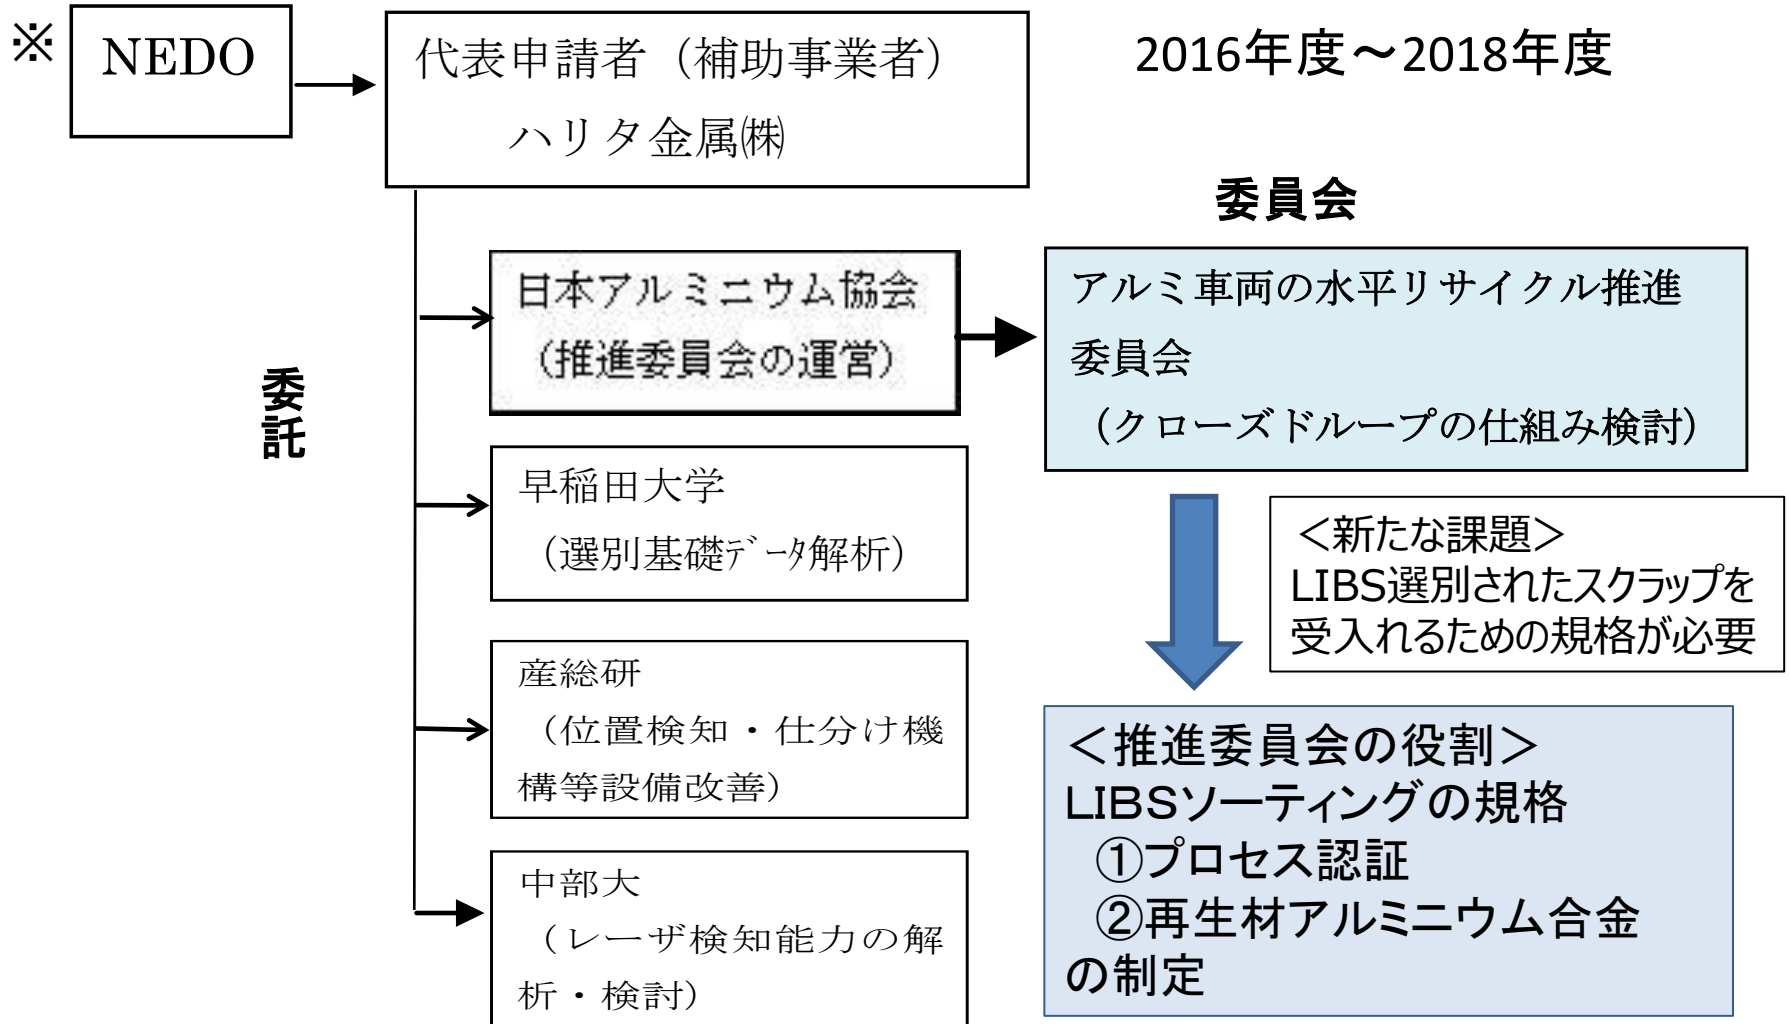 ※
NEDO
代表申請者（補助事業者）
ハリタ金属㈱
2016年度～2018年度
委託
日本アルミニウム協会
（推進委員会の運営）
早稲田大学
（選別基礎ﾃﾞｰﾀ解析）
産総研
（位置検知・仕分け機
構等設備改善）
中部大
（レーザ検知能力の解
析・検討）
委員会
アルミ車両の水平リサイクル推進
委員会
（クローズドループの仕組み検討）
＜新たな課題＞
LIBS選別されたスクラップを
受入れるための規格が必要
＜推進委員会の役割＞
LIBSソーティングの規格
①プロセス認証
②再生材アルミニウム合金
の制定